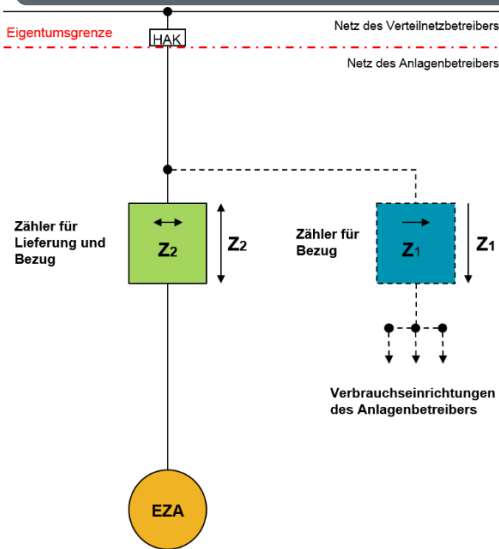 Netz des Verteilnetzbetreibers
Eigentumsgrenze
HAK
Netz des Anlagenbetreibers
Zähler für
Lieferung und
Bezug
Z2
Z2
Zähler für
Bezug
Z1
Z1
Verbrauchseinrichtungen
des Anlagenbetreibers
EZA